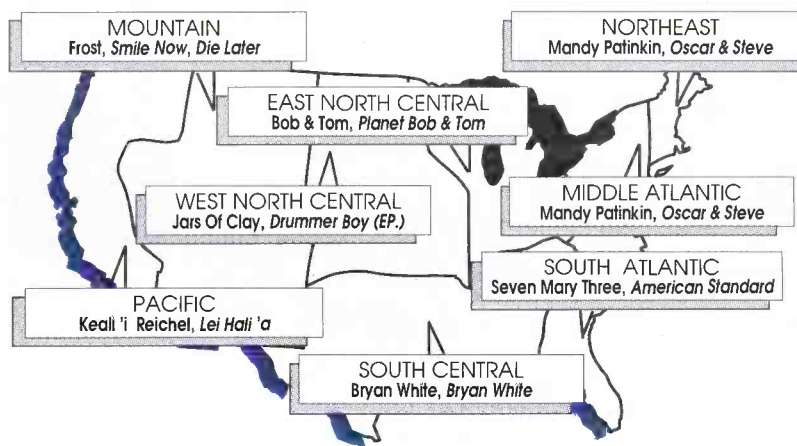 MOUNTAIN
Frost, Smile Now, Die Later
NORTHEAST
Mandy Patinkin, Oscar & Steve
EAST NORTH CENTRAL
Bob & Tom, Planet Bob & Tom
WEST NORTH CENTRAL
Jars Of Clay, Drummer Boy (EP.)
MIDDLE ATLANTIC
Mandy Patinkin, Oscar & Steve
SOUTH ATLANTIC
Seven Mary Three, American Standard
PACIFIC
Keali 'i Reichel, Lei Hali 'a
SOUTH CENTRAL
Bryan White, Bryan White